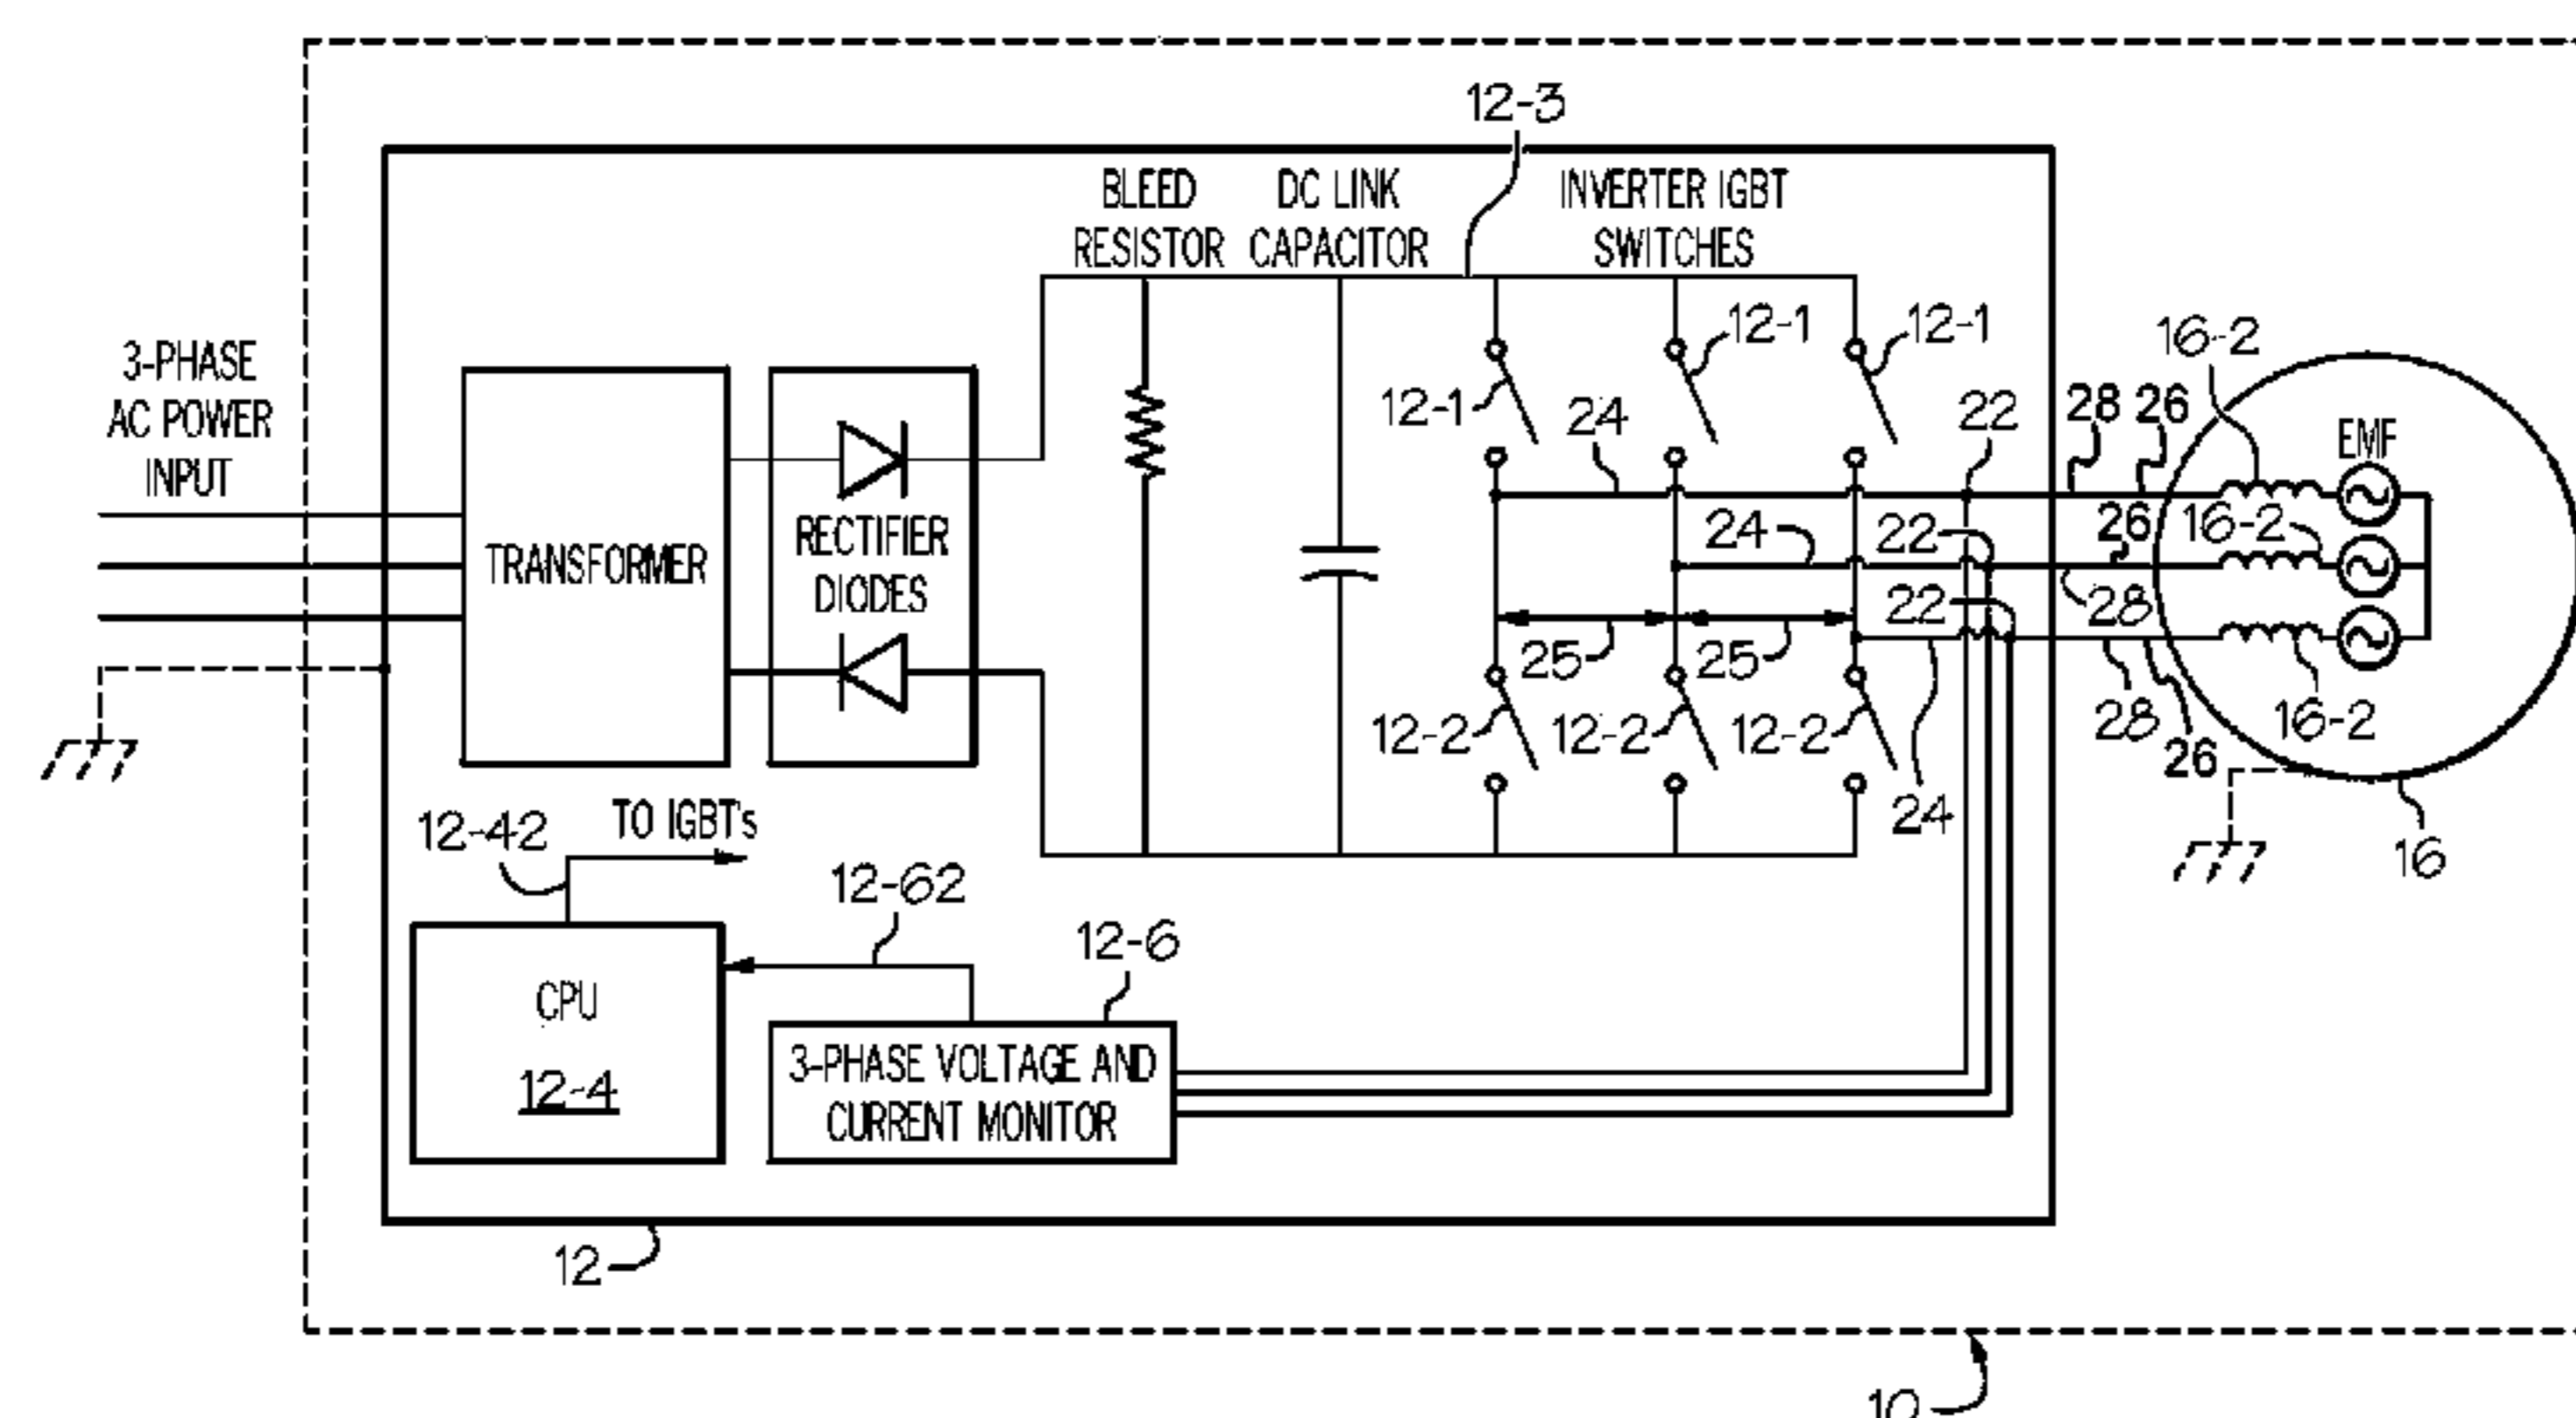 12-3
BLEED
RESISTOR
DC LINK
CAPACITOR
INVERTER IGBT
SWITCHES
3-PHASE
AC POWER
INPUT
TRANSFORMER
RECTIFIER
DIODES
12-1
12-1
12-1
24
22
28
26
16-2
EMF
24
22
26
16-2
25
25
22
28
12-2
12-2
12-2
24
28
26
16-2
16
12-42
TO IGBT's
12-62
12-6
CPU
12-4
3-PHASE VOLTAGE AND
CURRENT MONITOR
12
10